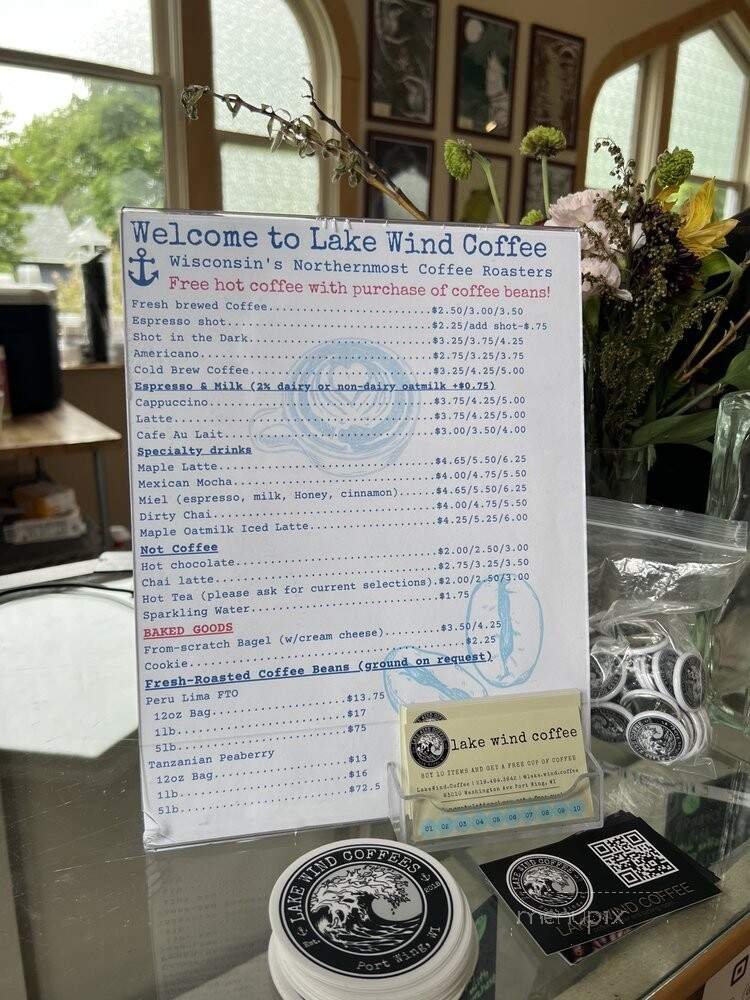 Welcome to Lake Wind Coffee
Wisconsin's Northernmost Coffee Roasters
Free hot coffee with purchase of coffee beans!
Fresh brewed Coffee..............................$2.50/3.00/3.50
Espresso shot..............................$2.25/add shot-$.75
Shot in the Dark..............................$3.25/3.75/4.25
Americano..............................$2.75/3.25/3.75
Cold Brew Coffee..............................$3.25/4.25/5.00
Espresso & Milk (2% dairy or non-dairy oatmilk +$0.75)
Cappuccino..............................$3.75/4.25/5.00
Latte..............................$3.75/4.25/5.00
Cafe Au Lait..............................$3.00/3.50/4.00
Specialty drinks
Maple Latte..............................$4.65/5.50/6.25
Mexican Mocha..............................$4.00/4.75/5.50
Miel (espresso, milk, Honey, cinnamon)......$4.65/5.50/6.25
Dirty Chai..............................$4.00/4.75/5.50
Maple Oatmilk Iced Latte..............................$4.25/5.25/6.00
Not Coffee
Hot chocolate..............................$2.00/2.50/3.00
Chai latte..............................$2.75/3.25/3.50
Hot Tea (please ask for current selections).$2.00/2.50/3.00
Sparkling Water..............................$1.75
BAKED GOODS
From-scratch Bagel (w/cream cheese).........$3.50/4.25
Cookie..............................$2.25
Fresh-Roasted Coffee Beans (ground on request)
Peru Lima FTO
12oz Bag....................$13.75
1lb....................$17
5lb....................$75
Tanzanian Peaberry
12oz Bag....................$13
1lb....................$16
5lb....................$72.5
lake wind coffee
BUY 10 ITEMS AND GET A FREE CUP OF COFFEE
01 02 03 04 05 06 07 08 09 10
LAKE WIND COFFEES
Est. 2018
Port Wing, WI
LAKE WIND COFFEE
menupix